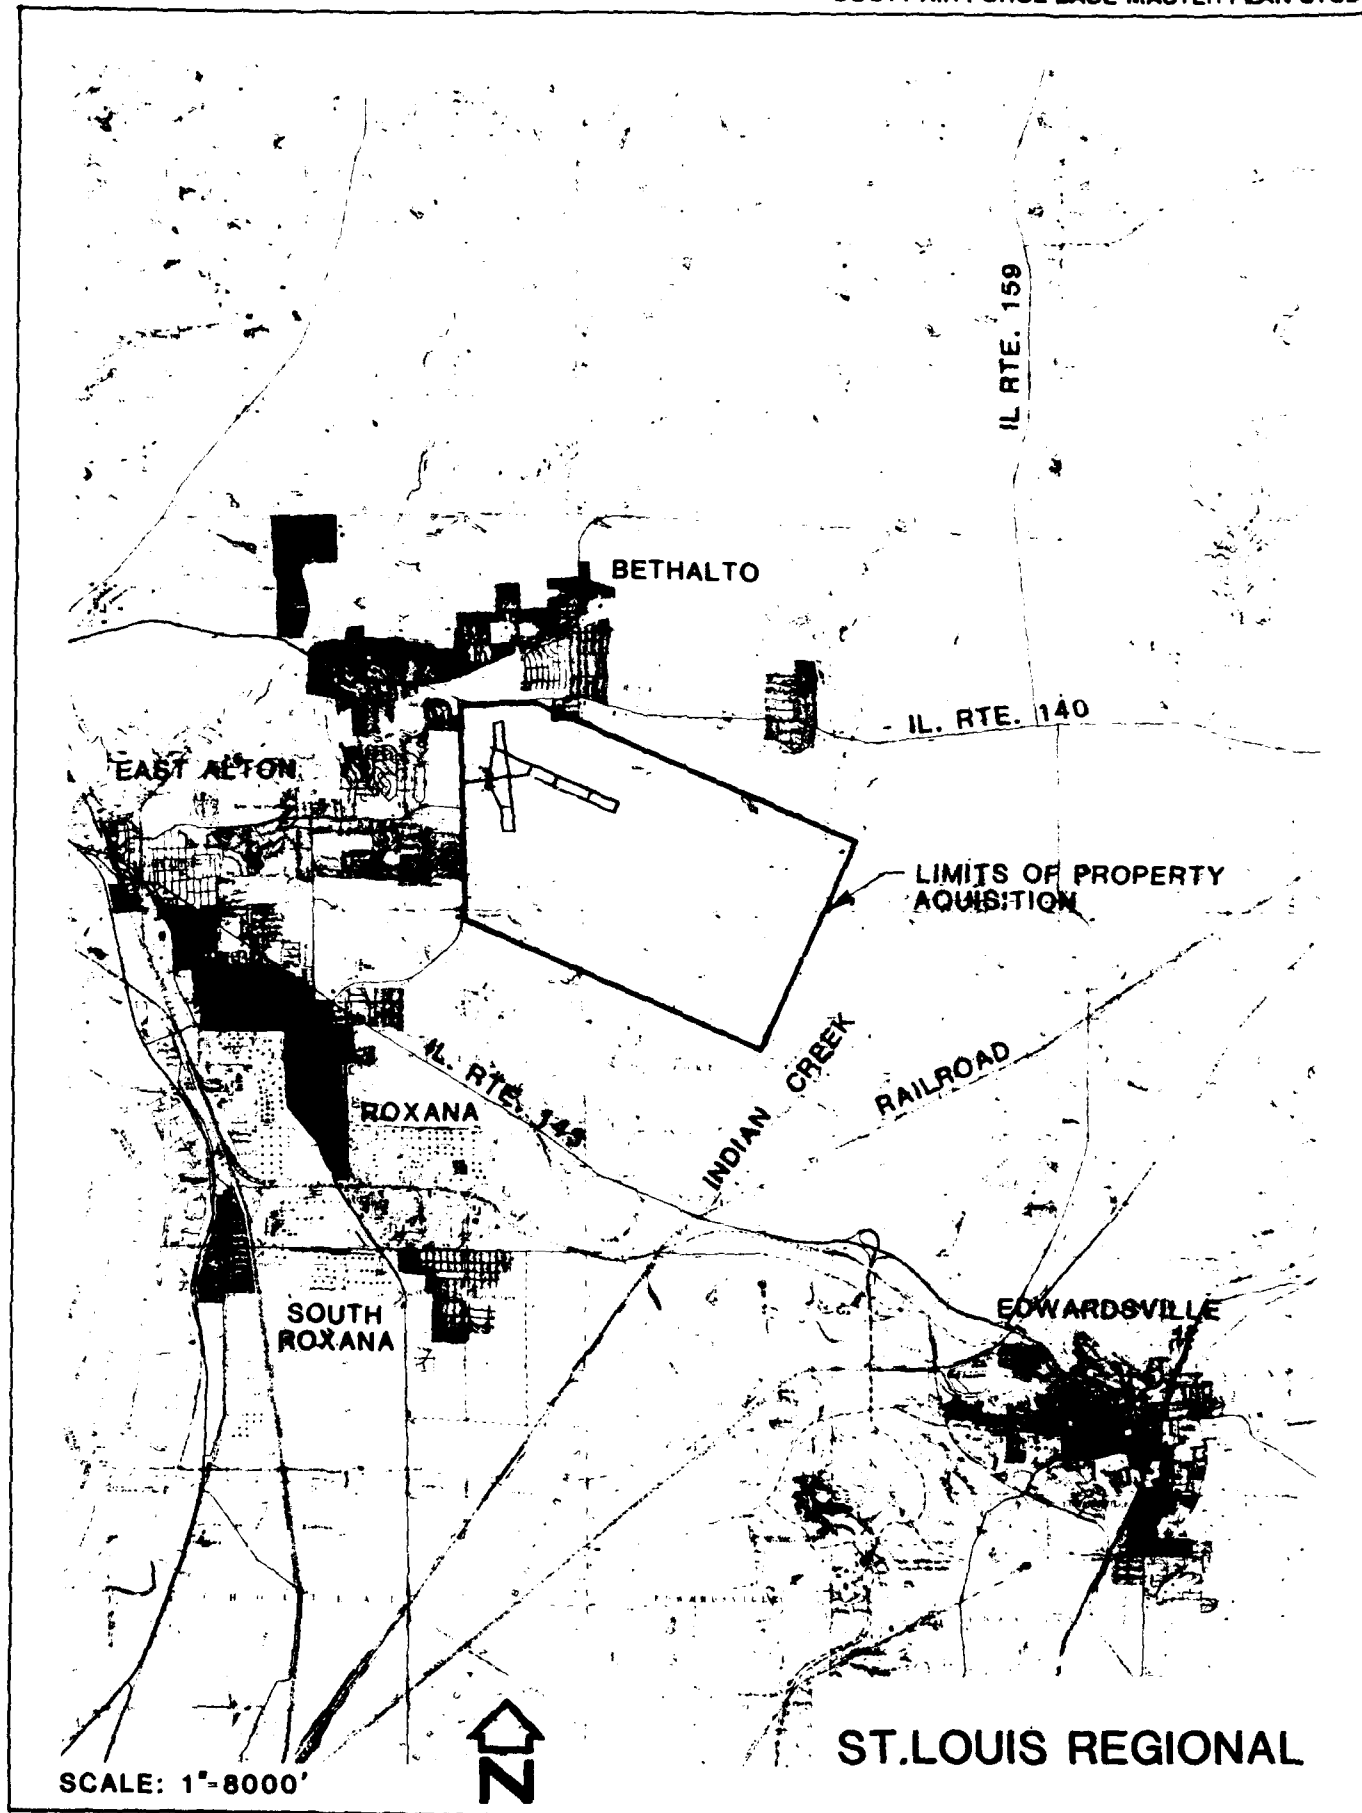 IL RTE. 159
BETHALTO
IL. RTE. 140
EAST ALTON
LIMITS OF PROPERTY
AQUISITION
IL. RTE. 143
INDIAN CREEK
RAILROAD
ROXANA
SOUTH
ROXANA
EDWARDSVILLE
N
ST.LOUIS REGIONAL
SCALE: 1"=8000'